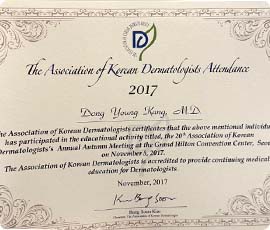 The Association of Korean Dermatologists Attendance
2017
Dong Young Kang, M.D.
The Association of Korean Dermatologists certificates that the above mentioned individual
has participated in the educational activity titled, the 20th Association of Korean
Dermatologists's Annual Autumn Meeting at the Grand Hilton Convention Center, Seoul
on November 5, 2017.
The Association of Korean Dermatologists is accredited to provide continuing medical
education for Dermatologists
November, 2017